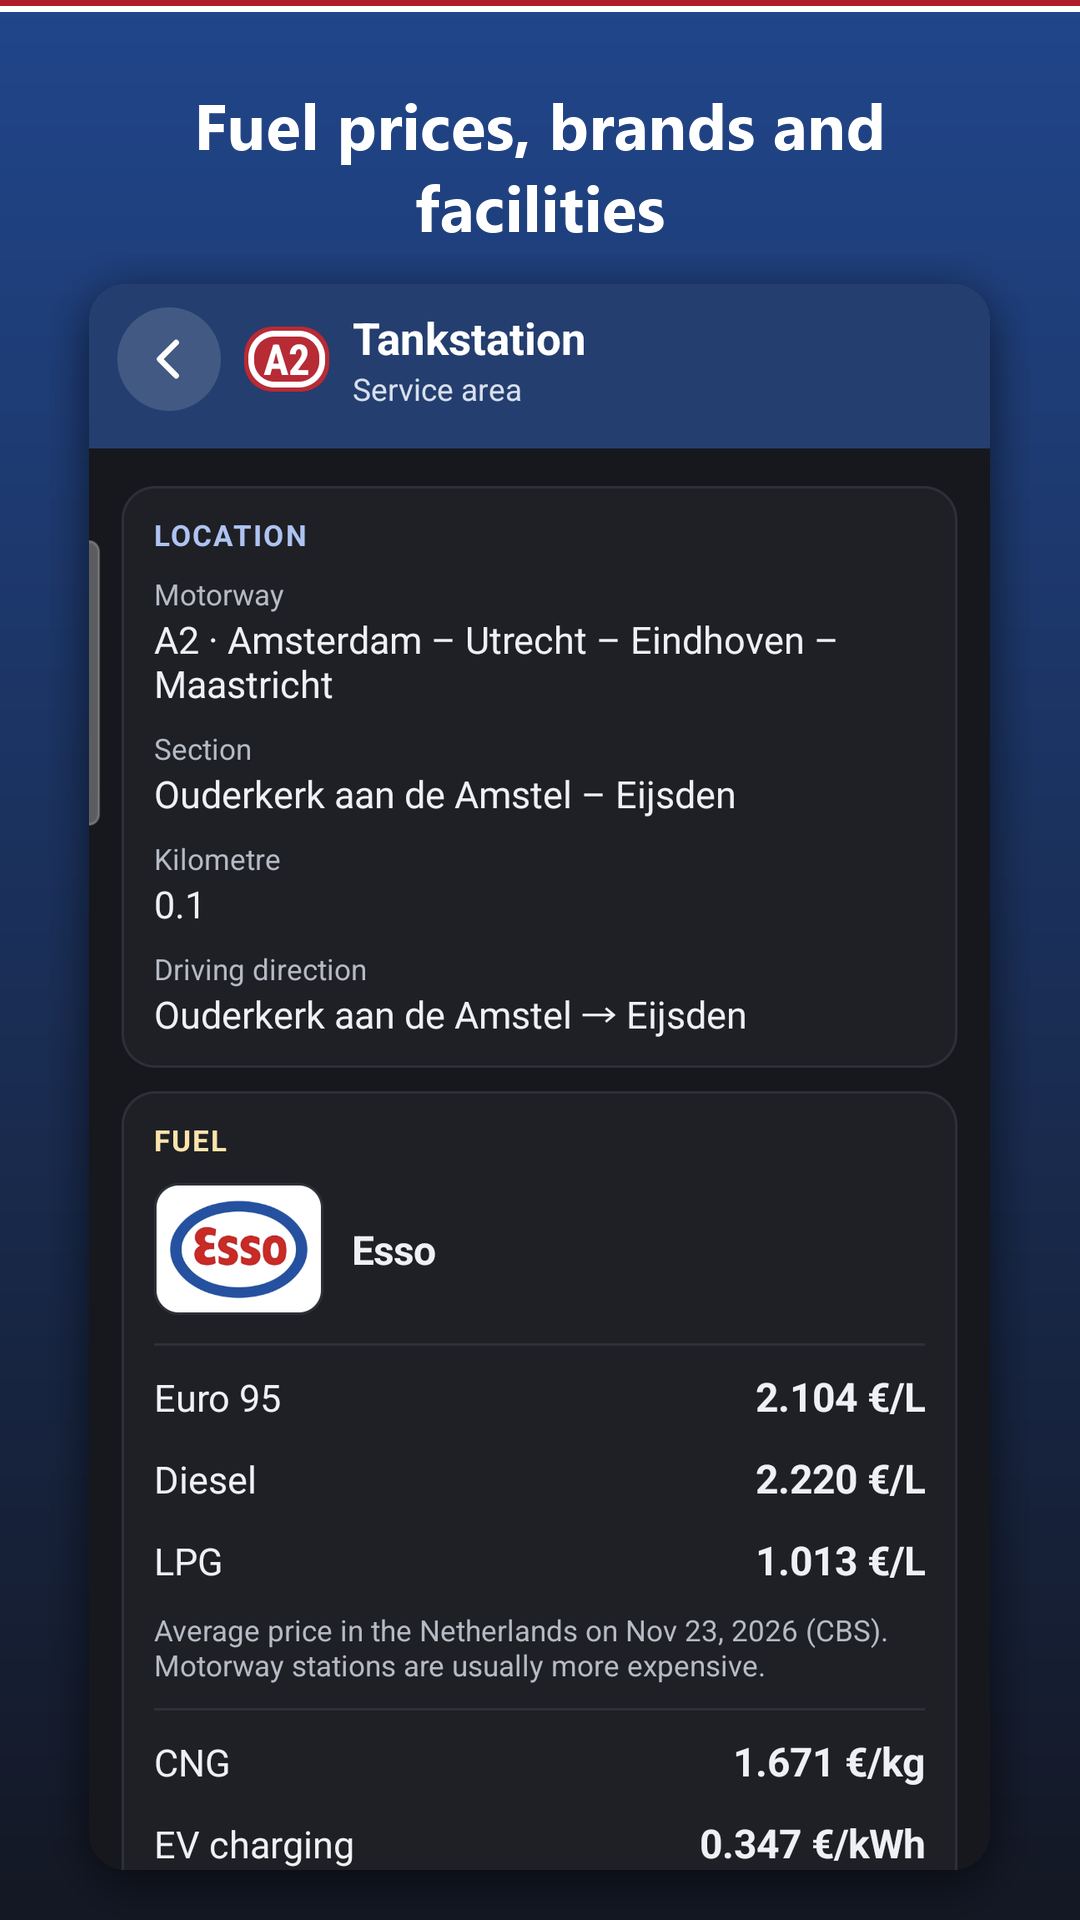 Fuel prices, brands and
facilities
A2
Tankstation
Service area
LOCATION
Motorway
A2 · Amsterdam – Utrecht – Eindhoven –
Maastricht
Section
Ouderkerk aan de Amstel – Eijsden
Kilometre
0.1
Driving direction
Ouderkerk aan de Amstel → Eijsden
FUEL
Esso
Esso
Euro 95 2.104 €/L
Diesel 2.220 €/L
LPG 1.013 €/L
Average price in the Netherlands on Nov 23, 2026 (CBS).
Motorway stations are usually more expensive.
CNG 1.671 €/kg
EV charging 0.347 €/kWh